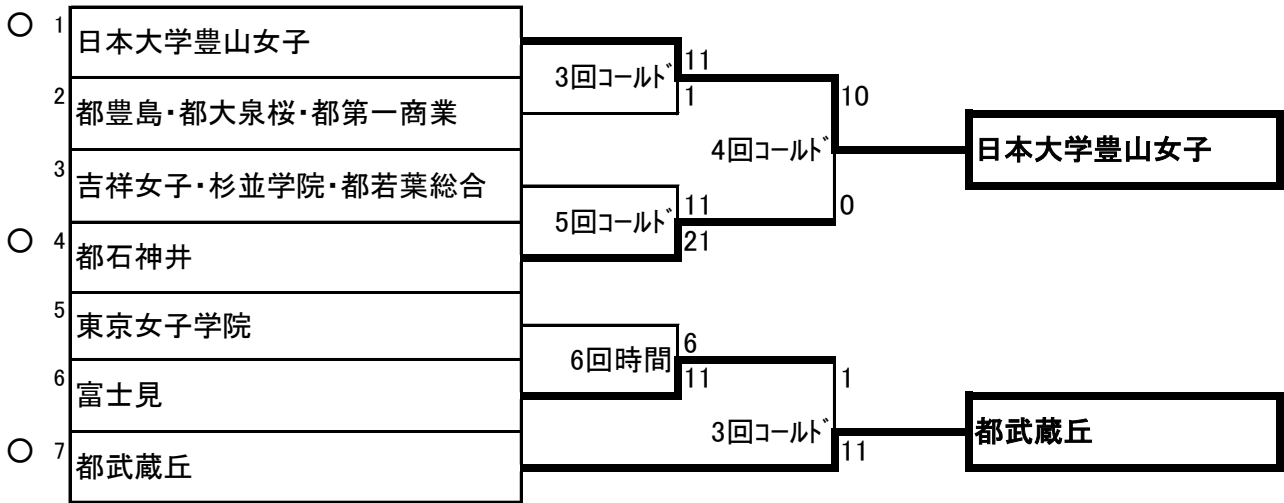 ○ 1 日本大学豊山女子
2 都豊島・都大泉桜・都第一商業
3 吉祥女子・杉並学院・都若葉総合
○ 4 都石神井
5 東京女子学院
6 富士見
○ 7 都武蔵丘
3回コールド
11
1
5回コールド
11
21
6回時間
6
11
4回コールド
10
0
3回コールド
1
11
日本大学豊山女子
都武蔵丘